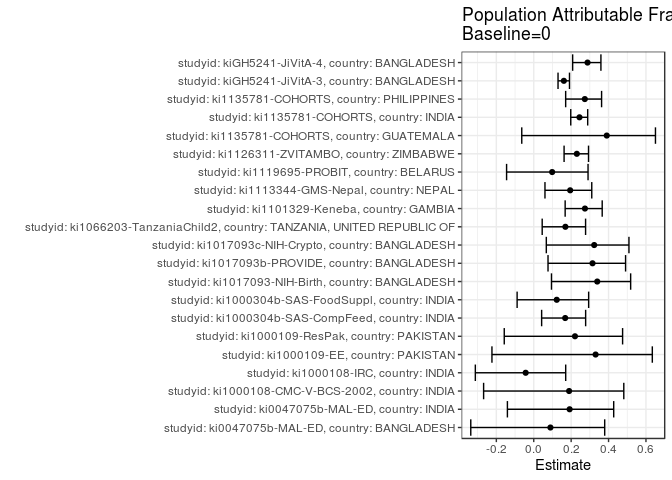 Population Attributable Fra
Baseline=0
studyid: kiGH5241-JiVitA-4, country: BANGLADESH
studyid: kiGH5241-JiVitA-3, country: BANGLADESH
studyid: ki1135781-COHORTS, country: PHILIPPINES
studyid: ki1135781-COHORTS, country: INDIA
studyid: ki1135781-COHORTS, country: GUATEMALA
studyid: ki1126311-ZVITAMBO, country: ZIMBABWE
studyid: ki1119695-PROBIT, country: BELARUS
studyid: ki1113344-GMS-Nepal, country: NEPAL
studyid: ki1101329-Keneba, country: GAMBIA
studyid: ki1066203-TanzaniaChild2, country: TANZANIA, UNITED REPUBLIC OF
studyid: ki1017093c-NIH-Crypto, country: BANGLADESH
studyid: ki1017093b-PROVIDE, country: BANGLADESH
studyid: ki1017093-NIH-Birth, country: BANGLADESH
studyid: ki1000304b-SAS-FoodSuppl, country: INDIA
studyid: ki1000304b-SAS-CompFeed, country: INDIA
studyid: ki1000109-ResPak, country: PAKISTAN
studyid: ki1000109-EE, country: PAKISTAN
studyid: ki1000108-IRC, country: INDIA
studyid: ki1000108-CMC-V-BCS-2002, country: INDIA
studyid: ki0047075b-MAL-ED, country: INDIA
studyid: ki0047075b-MAL-ED, country: BANGLADESH
-0.2 0.0 0.2 0.4 0.6
Estimate